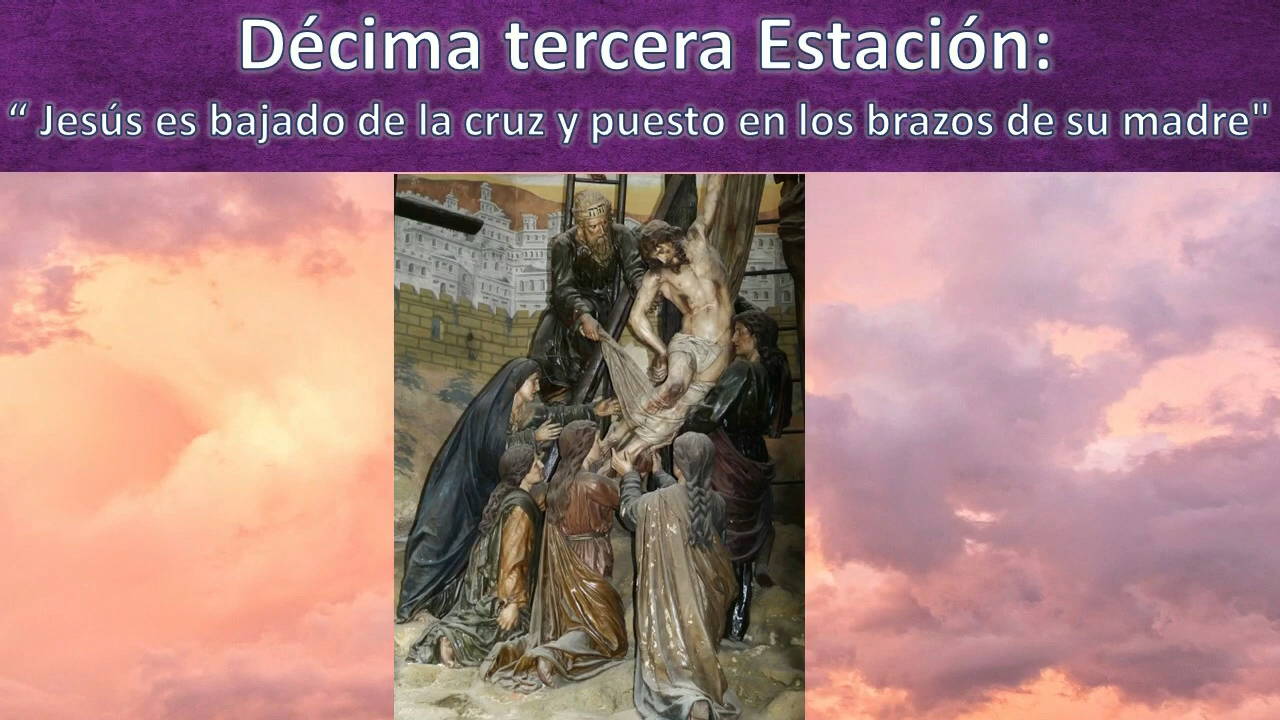 Décima tercera Estación:
“ Jesús es bajado de la cruz y puesto en los brazos de su madre"